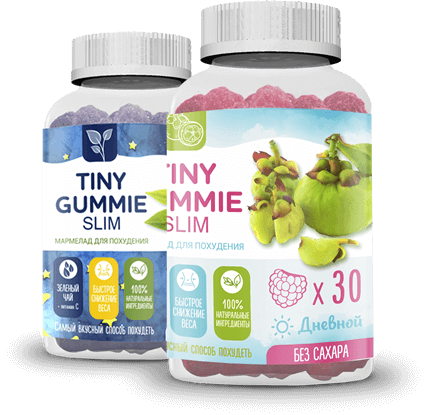 TINY
GUMMIE
SLIM
МАРМЕЛАД ДЛЯ ПОХУДЕНИЯ
ЗЕЛЕНЫЙ
ЧАЙ
+ витамин С
БЫСТРОЕ
СНИЖЕНИЕ
ВЕСА
100%
НАТУРАЛЬНЫЕ
ИНГРЕДИЕНТЫ
САМЫЙ ВКУСНЫЙ СПОСОБ ПОХУДЕТЬ
TINY
MMIE
SLIM
Д ДЛЯ ПОХУДЕНИЯ
БЫСТРОЕ
СНИЖЕНИЕ
ВЕСА
100%
НАТУРАЛЬНЫЕ
ИНГРЕДИЕНТЫ
x 30
Дневной
СНЫЙ СПОСОБ ПОХУДЕТЬ
БЕЗ САХАРА